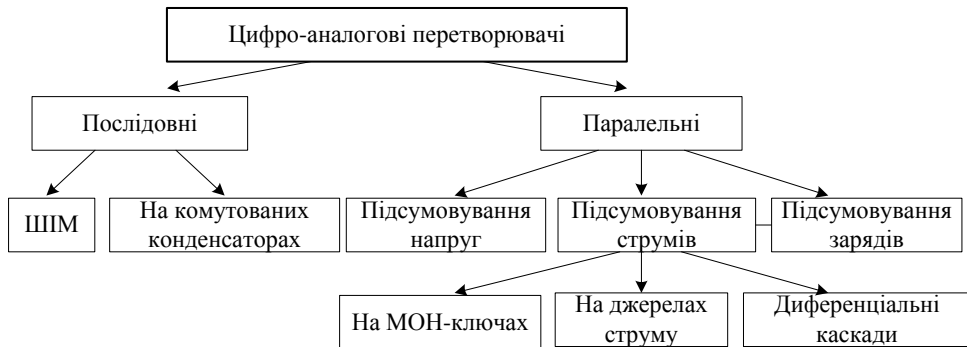 Цифро-аналогові перетворювачі
Послідовні
Паралельні
ШІМ
На комутованих
конденсаторах
Підсумовування
напруг
Підсумовування
струмів
Підсумовування
зарядів
На МОН-ключах
На джерелах
струму
Диференціальні
каскади